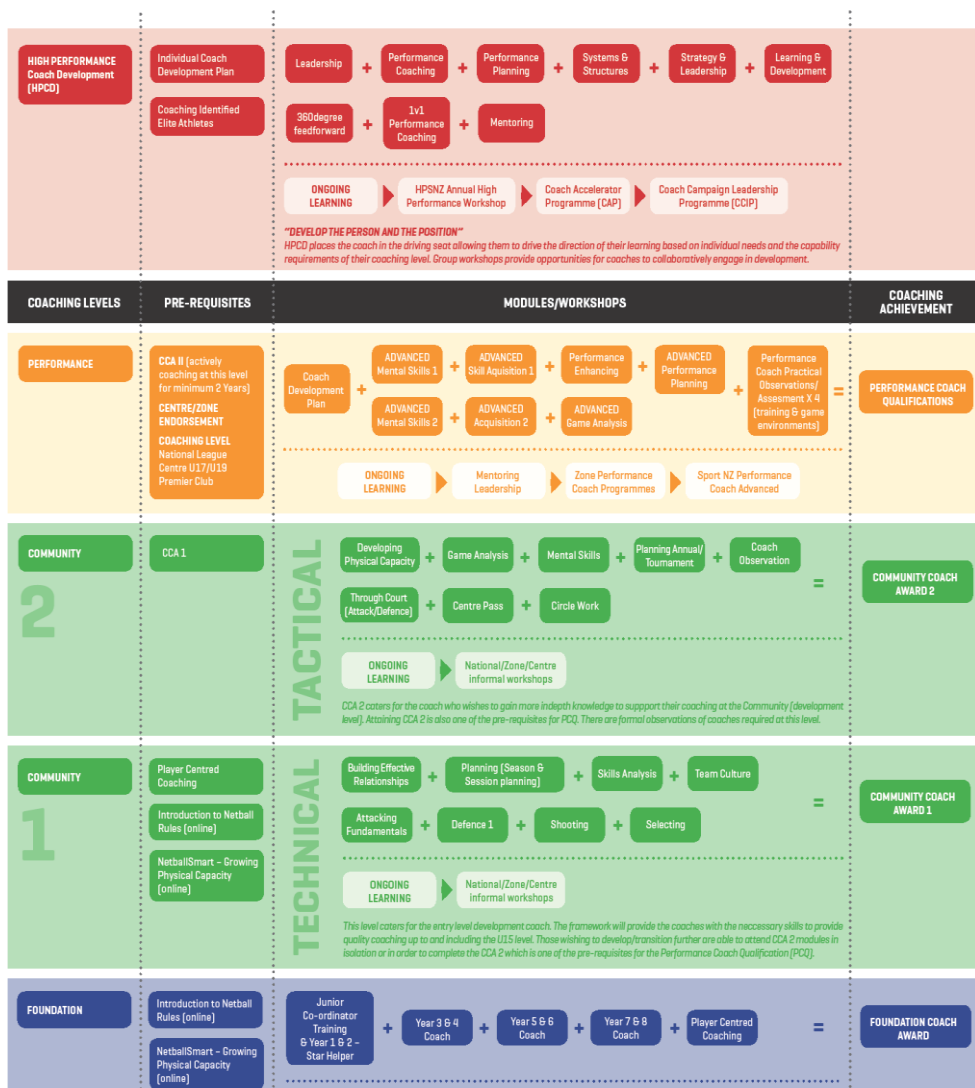 HIGH PERFORMANCE
Coach Development
(HPCD)
Individual Coach
Development Plan
Coaching Identified
Elite Athletes
Leadership
+
Performance
Coaching
+
Performance
Planning
+
Systems &
Structures
+
Strategy &
Leadership
+
Learning &
Development
360degree
feedforward
+
1v1
Performance
Coaching
+
Mentoring
ONGOING
LEARNING
HPSNZ Annual High
Performance Workshop
Coach Accelerator
Programme (CAP)
Coach Campaign Leadership
Programme (CCIP)
"DEVELOP THE PERSON AND THE POSITION"
HPCD places the coach in the driving seat allowing them to drive the direction of their learning based on individual needs and the capability
requirements of their coaching level. Group workshops provide opportunities for coaches to collaboratively engage in development.
COACHING LEVELS
PRE-REQUISITES
MODULES/WORKSHOPS
COACHING
ACHIEVEMENT
PERFORMANCE
CCA II (actively
coaching at this level
for minimum 2 Years)
CENTRE/ZONE
ENDORSEMENT
COACHING LEVEL
National League
Centre U17/U19
Premier Club
Coach
Development
Plan
+
ADVANCED
Mental Skills 1
+
ADVANCED
Skill Aquisition 1
+
Performance
Enhancing
+
ADVANCED
Performance
Planning
ADVANCED
Mental Skills 2
+
ADVANCED
Acquisition 2
+
ADVANCED
Game Analysis
+
Performance
Coach Practical
Observations/
Assesment X 4
(training & game
environments)
=
PERFORMANCE COACH
QUALIFICATIONS
ONGOING
LEARNING
Mentoring
Leadership
Zone Performance
Coach Programmes
Sport NZ Performance
Coach Advanced
COMMUNITY
2
CCA 1
TACTICAL
Developing
Physical Capacity
+
Game Analysis
+
Mental Skills
+
Planning Annual/
Tournament
+
Coach
Observation
Through Court
(Attack/Defence)
+
Centre Pass
+
Circle Work
=
COMMUNITY COACH
AWARD 2
ONGOING
LEARNING
National/Zone/Centre
informal workshops
CCA 2 caters for the coach who wishes to gain more indepth knowledge to suppport their coaching at the Community (development
level). Attaining CCA 2 is also one of the pre-requisites for PCQ. There are formal observations of coaches required at this level.
COMMUNITY
1
Player Centred
Coaching
Introduction to Netball
Rules (online)
NetballSmart – Growing
Physical Capacity
(online)
TECHNICAL
Building Effective
Relationships
+
Planning (Season &
Session planning)
+
Skills Analysis
+
Team Culture
Attacking
Fundamentals
+
Defence 1
+
Shooting
+
Selecting
=
COMMUNITY COACH
AWARD 1
ONGOING
LEARNING
National/Zone/Centre
informal workshops
This level caters for the entry level development coach. The framework will provide the coaches with the neccessary skills to provide
quality coaching up to and including the U15 level. Those wishing to develop/transition further are able to attend CCA 2 modules in
isolation or in order to complete the CCA 2 which is one of the pre-requisites for the Performance Coach Qualification (PCQ).
FOUNDATION
Introduction to Netball
Rules (online)
NetballSmart – Growing
Physical Capacity
(online)
Junior
Co-ordinator
Training
& Year 1 & 2 –
Star Helper
+
Year 3 & 4
Coach
+
Year 5 & 6
Coach
+
Year 7 & 8
Coach
+
Player Centred
Coaching
=
FOUNDATION COACH
AWARD